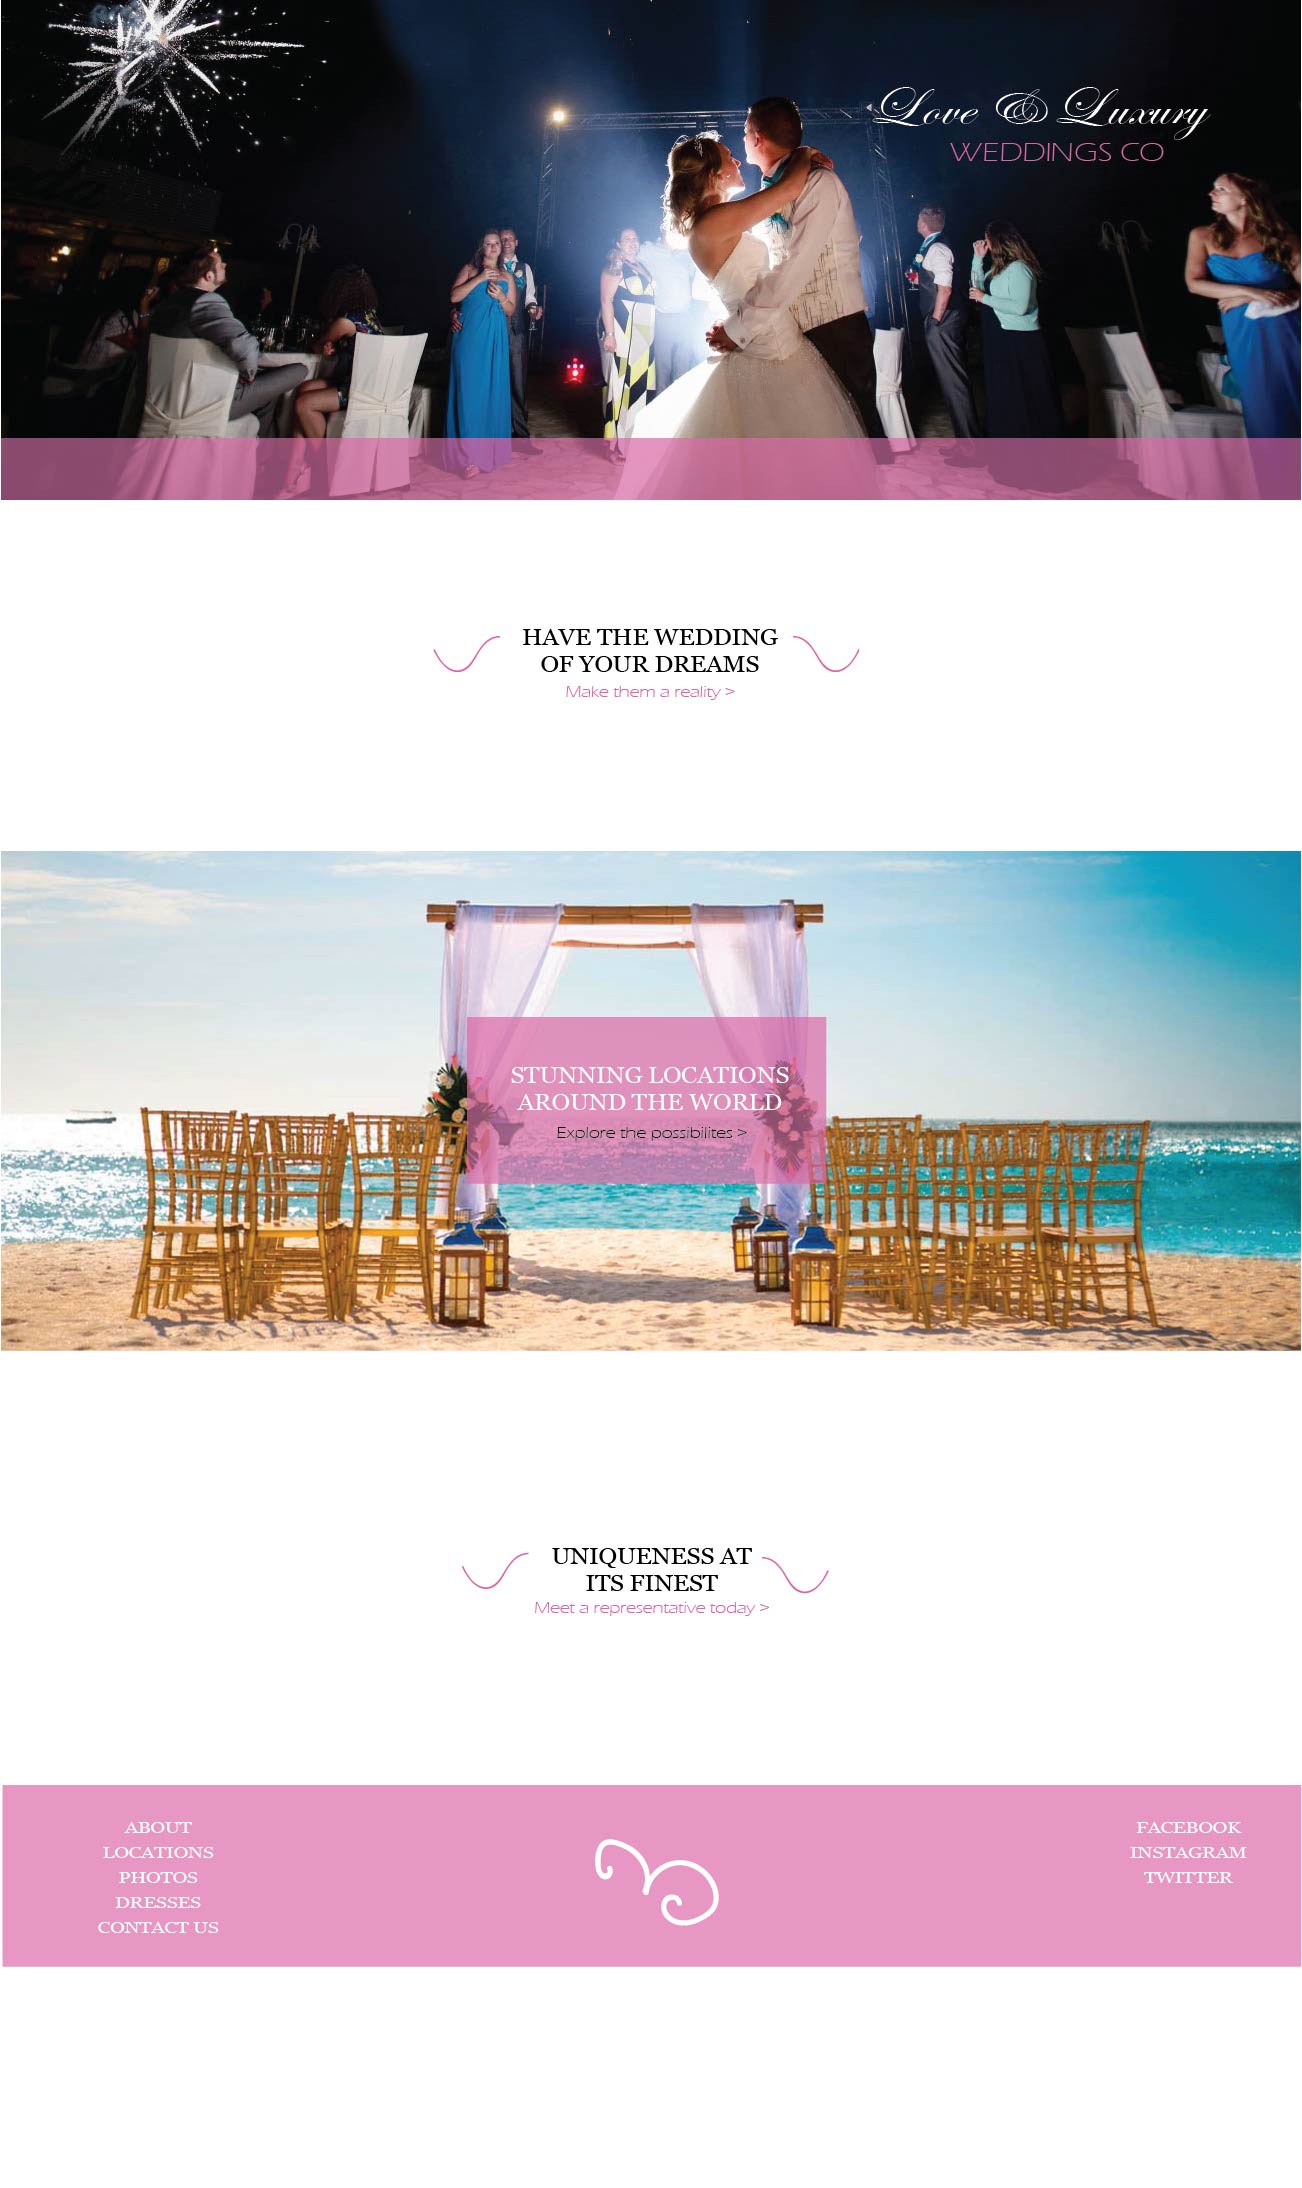 Love & Luxury
WEDDINGS CO
HAVE THE WEDDING
OF YOUR DREAMS
Make them a reality >
STUNNING LOCATIONS
AROUND THE WORLD
Explore the possibilites >
UNIQUENESS AT
ITS FINEST
Meet a representative today >
ABOUT
LOCATIONS
PHOTOS
DRESSES
CONTACT US
FACEBOOK
INSTAGRAM
TWITTER